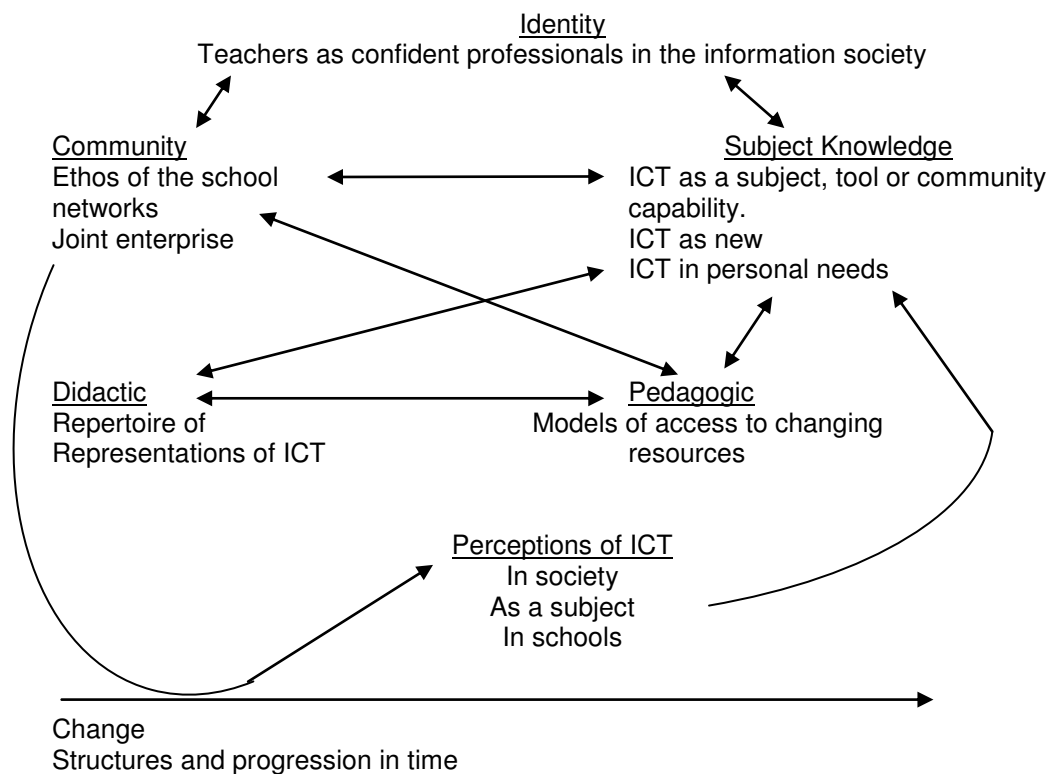 Identity
Teachers as confident professionals in the information society
Community
Ethos of the school
networks
Joint enterprise
Subject Knowledge
ICT as a subject, tool or community
capability.
ICT as new
ICT in personal needs
Didactic
Repertoire of
Representations of ICT
Pedagogic
Models of access to changing
resources
Perceptions of ICT
In society
As a subject
In schools
Change
Structures and progression in time